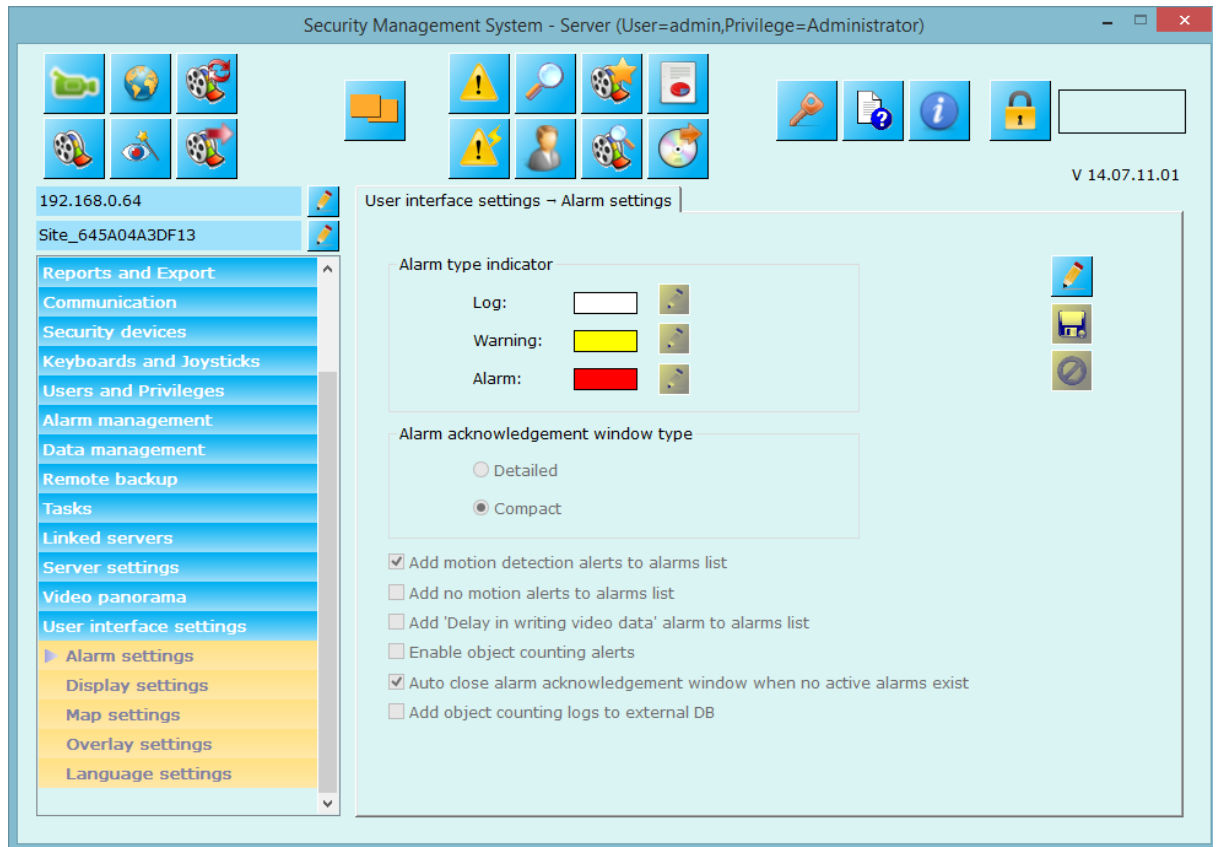 Security Management System - Server (User=admin,Privilege=Administrator)
V 14.07.11.01
192.168.0.64
Site_645A04A3DF13
Reports and Export
Communication
Security devices
Keyboards and Joysticks
Users and Privileges
Alarm management
Data management
Remote backup
Tasks
Linked servers
Server settings
Video panorama
User interface settings
Alarm settings
Display settings
Map settings
Overlay settings
Language settings
User interface settings → Alarm settings
Alarm type indicator
Log:
Warning:
Alarm:
Alarm acknowledgement window type
Detailed
Compact
Add motion detection alerts to alarms list
Add no motion alerts to alarms list
Add 'Delay in writing video data' alarm to alarms list
Enable object counting alerts
Auto close alarm acknowledgement window when no active alarms exist
Add object counting logs to external DB